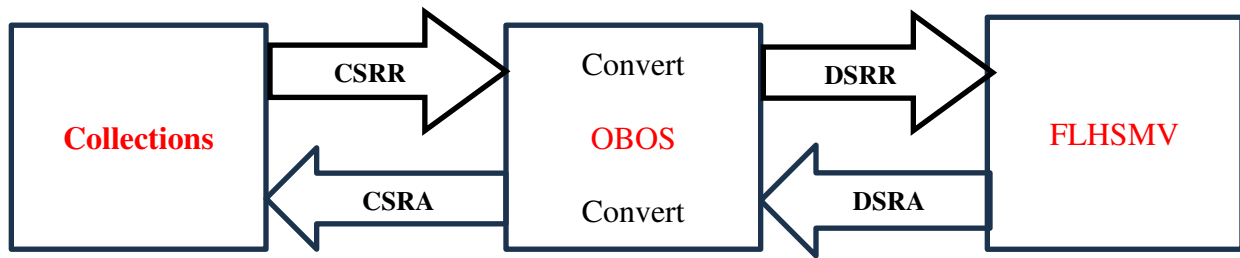 Collections
CSRR
CSRA
Convert
OBOS
Convert
DSRR
DSRA
FLHSMV